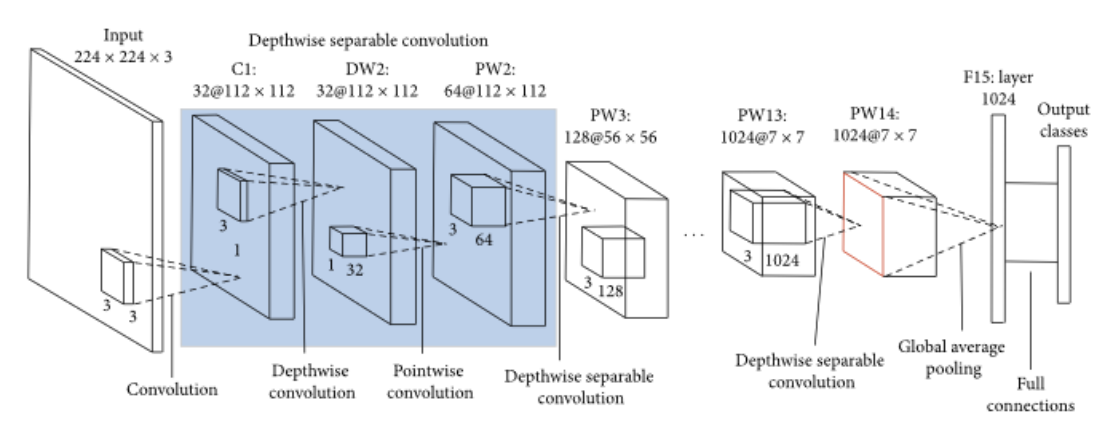 Input
224 × 224 × 3
Depthwise separable convolution
C1:
32@112 × 112
DW2:
32@112 × 112
PW2:
64@112 × 112
PW3:
128@56 × 56
PW13:
1024@7 × 7
PW14:
1024@7 × 7
F15: layer
1024
Output
classes
3
3
3
1
1
32
3
64
3
128
...
3
1024
Convolution
Depthwise
convolution
Pointwise
convolution
Depthwise separable
convolution
Depthwise separable
convolution
Global average
pooling
Full
connections